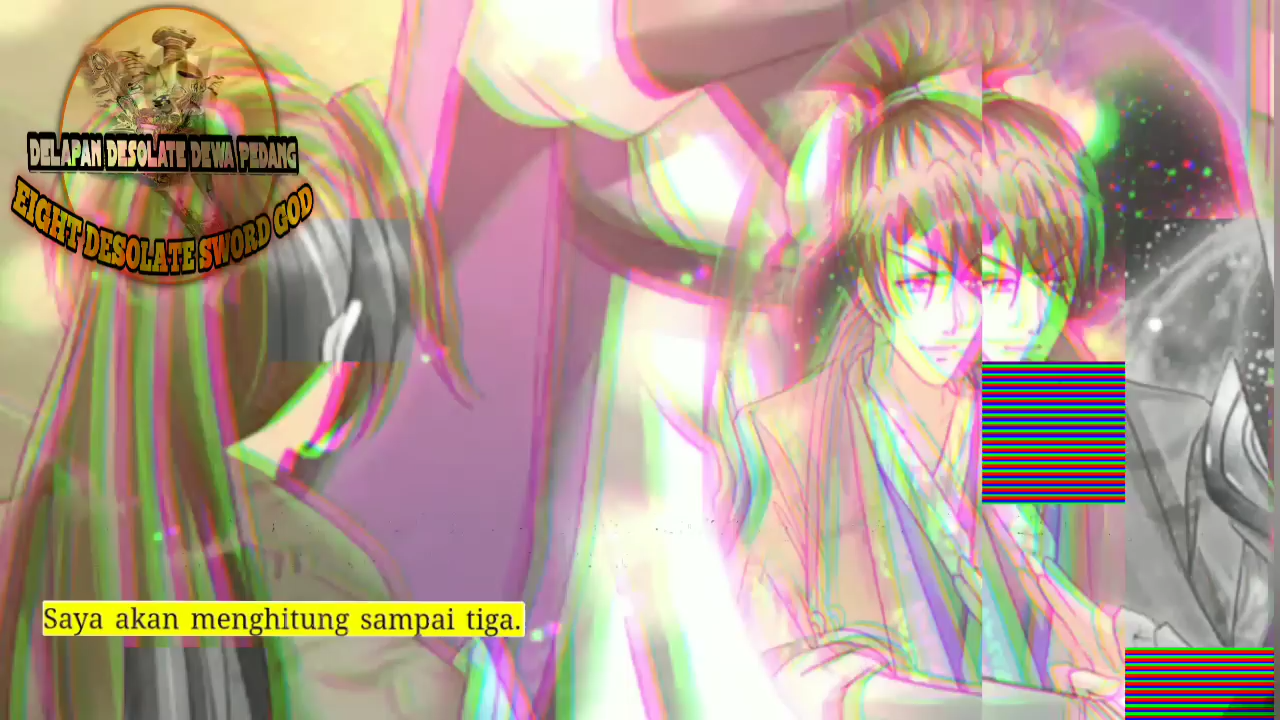 DELAPAN DESOLATE DEWA PEDANG
EIGHT DESOLATE SWORD GOD
Saya akan menghitung sampai tiga.